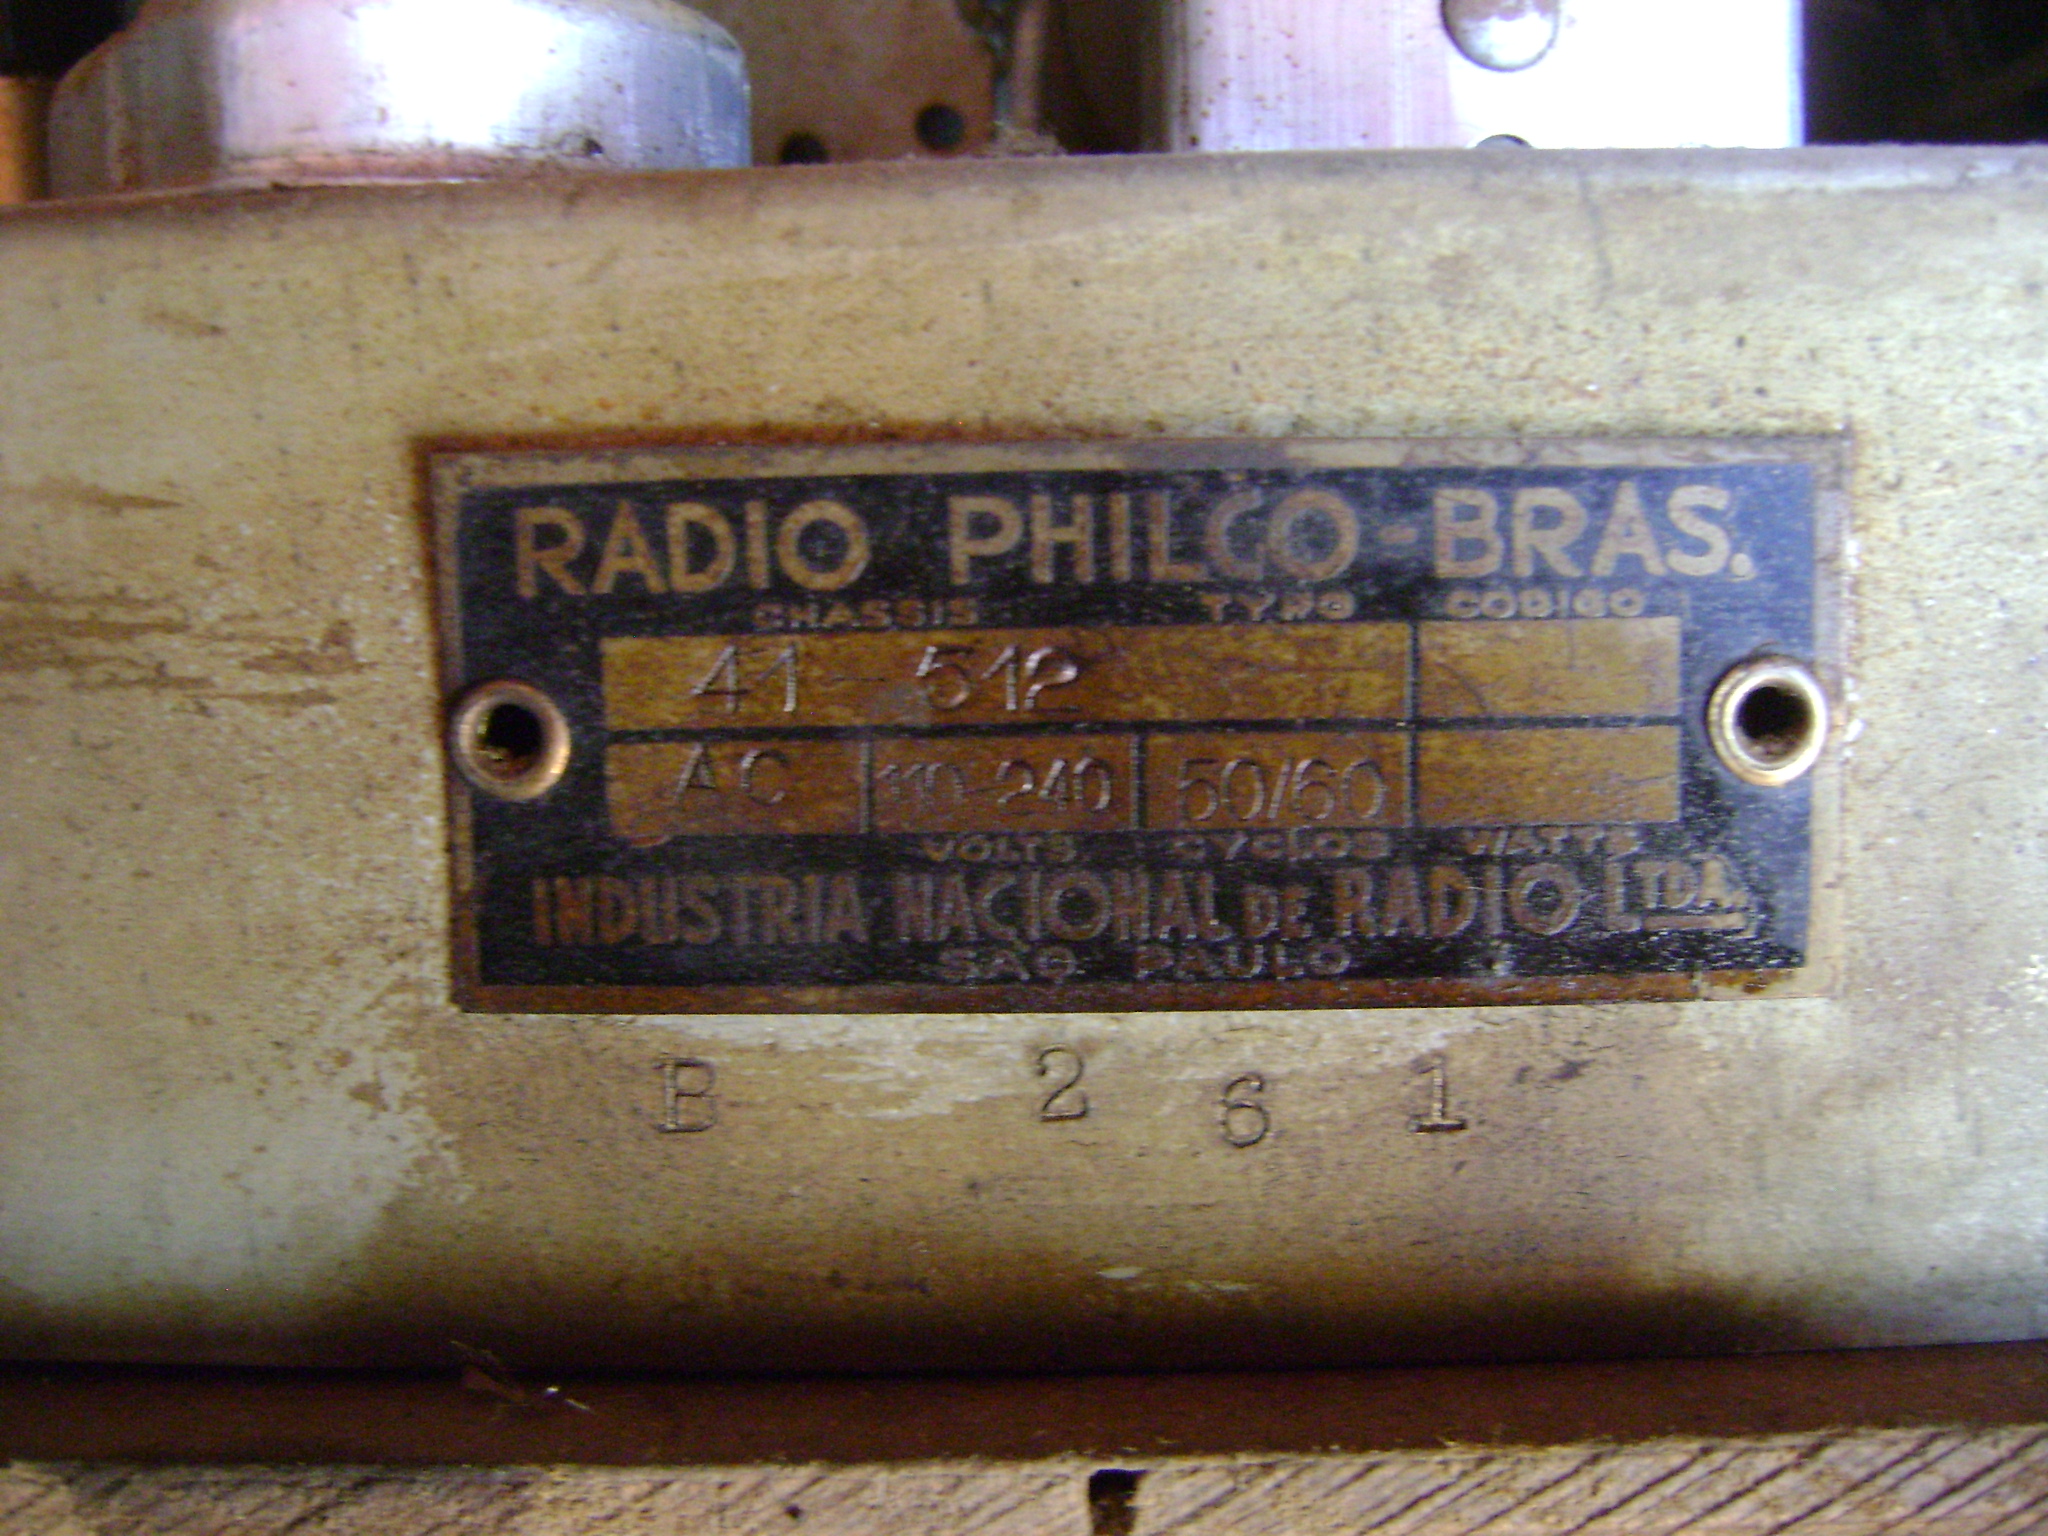 RADIO PHILCO-BRAS.
CHASSIS TYPO CODIGO
41-512
AC 110-240 50/60
VOLTS CYCLOS WATTS
INDUSTRIA NACIONAL DE RADIO LTDA.
SÃO PAULO
B 261